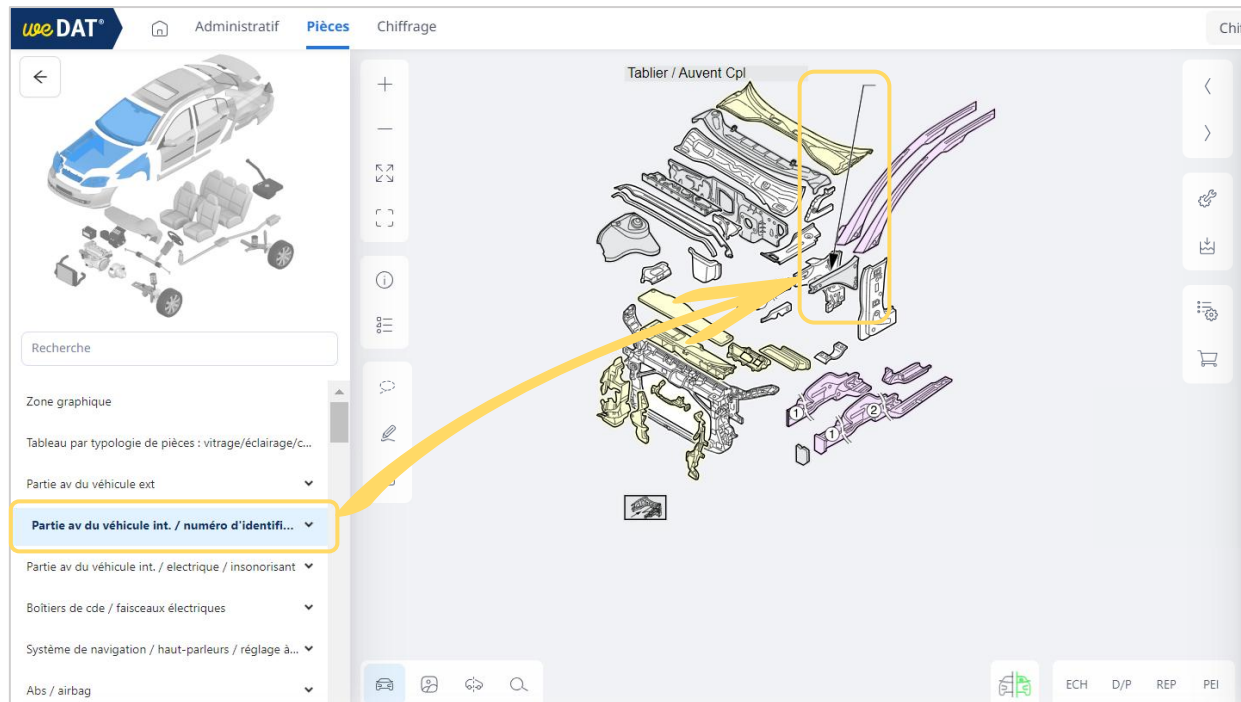 we DAT®
Administratif
Pièces
Chiffrage
Chi
Tablier / Auvent Cpl
Recherche
Zone graphique
Tableau par typologie de pièces : vitrage/éclairage/c...
Partie av du véhicule ext
Partie av du véhicule int. / numéro d'identifi...
Partie av du véhicule int. / electrique / insonorisant
Boîtiers de cde / faisceaux électriques
Système de navigation / haut-parleurs / réglage à...
Abs / airbag
1
2
1
ECH D/P REP PEI